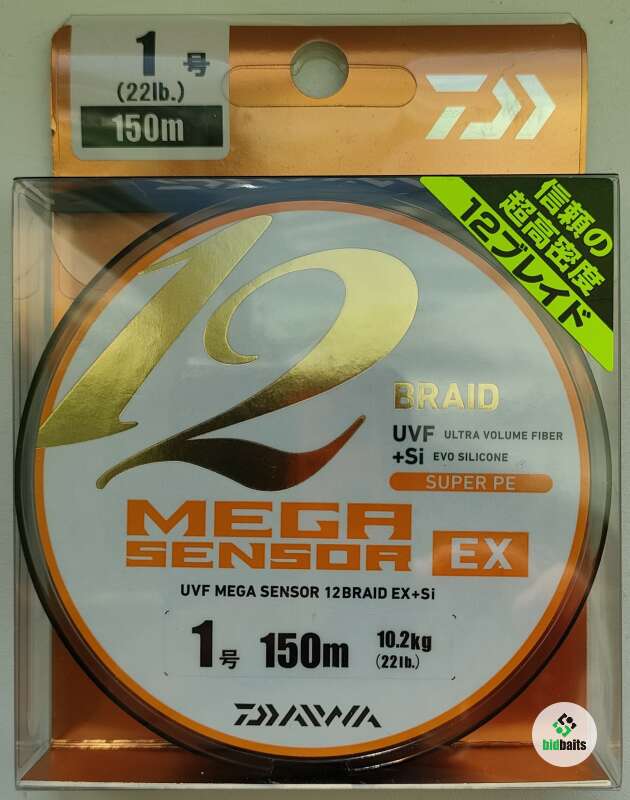 1号
(22lb.)
150m
信頼の
超高密度
12ブレイド
12
BRAID
UVF ULTRA VOLUME FIBER
+Si EVO SILICONE
SUPER PE
MEGA
SENSOR EX
UVF MEGA SENSOR 12BRAID EX+Si
1号 150m 10.2kg
(22lb.)
DAIWA
bidbaits